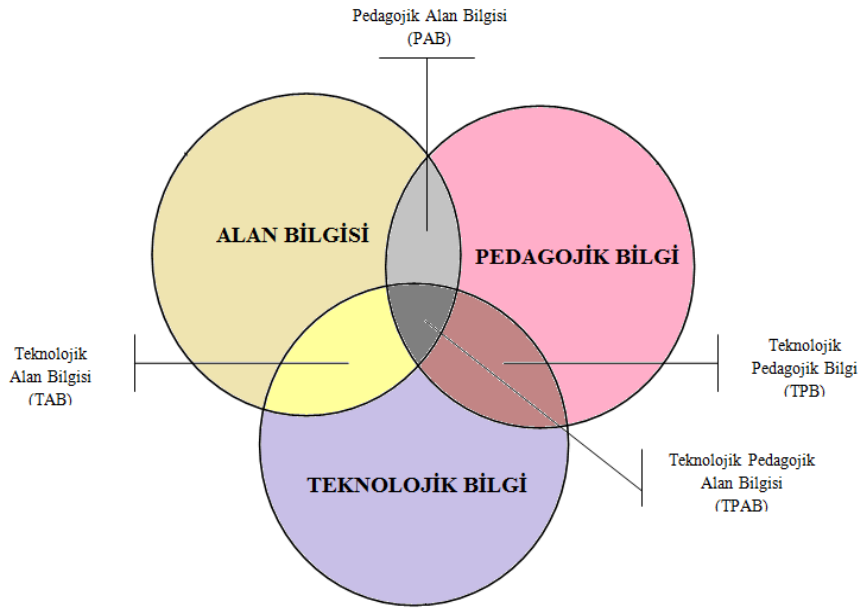 Pedagojik Alan Bilgisi
(PAB)
ALAN BİLGİSİ
PEDAGOJİK BİLGİ
Teknolojik
Alan Bilgisi
(TAB)
Teknolojik
Pedagojik Bilgi
(TPB)
Teknolojik Pedagojik
Alan Bilgisi
(TPAB)
TEKNOLOJİK BİLGİ